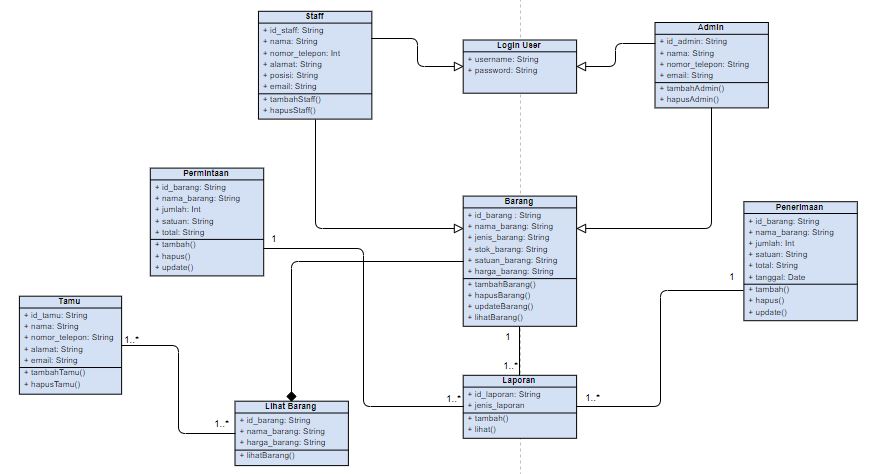 Staff
+ id_staff: String
+ nama: String
+ nomor_telepon: Int
+ alamat: String
+ posisi: String
+ email: String
+ tambahStaff()
+ hapusStaff()
Login User
+ username: String
+ password: String
Admin
+ id_admin: String
+ nama: String
+ nomor_telepon: String
+ email: String
+ tambahAdmin()
+ hapusAdmin()
Permintaan
+ id_barang: String
+ nama_barang: String
+ jumlah: Int
+ satuan: String
+ total: String
+ tambah()
+ hapus()
+ update()
1
Barang
+ id_barang : String
+ nama_barang: String
+ jenis_barang: String
+ stok_barang: String
+ satuan_barang: String
+ harga_barang: String
+ tambahBarang()
+ hapusBarang()
+ updateBarang()
+ lihatBarang()
1
1..*
Penerimaan
+ id_barang: String
+ nama_barang: String
+ jumlah: Int
+ satuan: String
+ total: String
+ tanggal: Date
+ tambah()
+ hapus()
+ update()
1
Tamu
+ id_tamu: String
+ nama: String
+ nomor_telepon: String
+ alamat: String
+ email: String
+ tambahTamu()
+ hapusTamu()
1..*
1..*
Lihat Barang
+ id_barang: String
+ nama_barang: String
+ harga_barang: String
+ lihatBarang()
1..*
Laporan
+ id_laporan: String
+ jenis_laporan
+ tambah()
+ lihat()
1..*